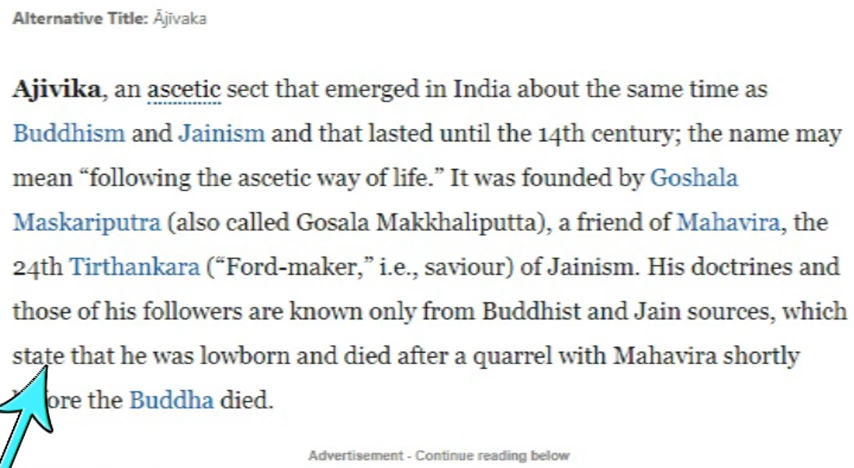 Alternative Title: Ājīvaka
Ajivika, an ascetic sect that emerged in India about the same time as
Buddhism and Jainism and that lasted until the 14th century; the name may
mean “following the ascetic way of life.” It was founded by Goshala
Maskariputra (also called Gosala Makkhaliputta), a friend of Mahavira, the
24th Tirthankara (“Ford-maker,” i.e., saviour) of Jainism. His doctrines and
those of his followers are known only from Buddhist and Jain sources, which
state that he was lowborn and died after a quarrel with Mahavira shortly
before the Buddha died.
Advertisement - Continue reading below